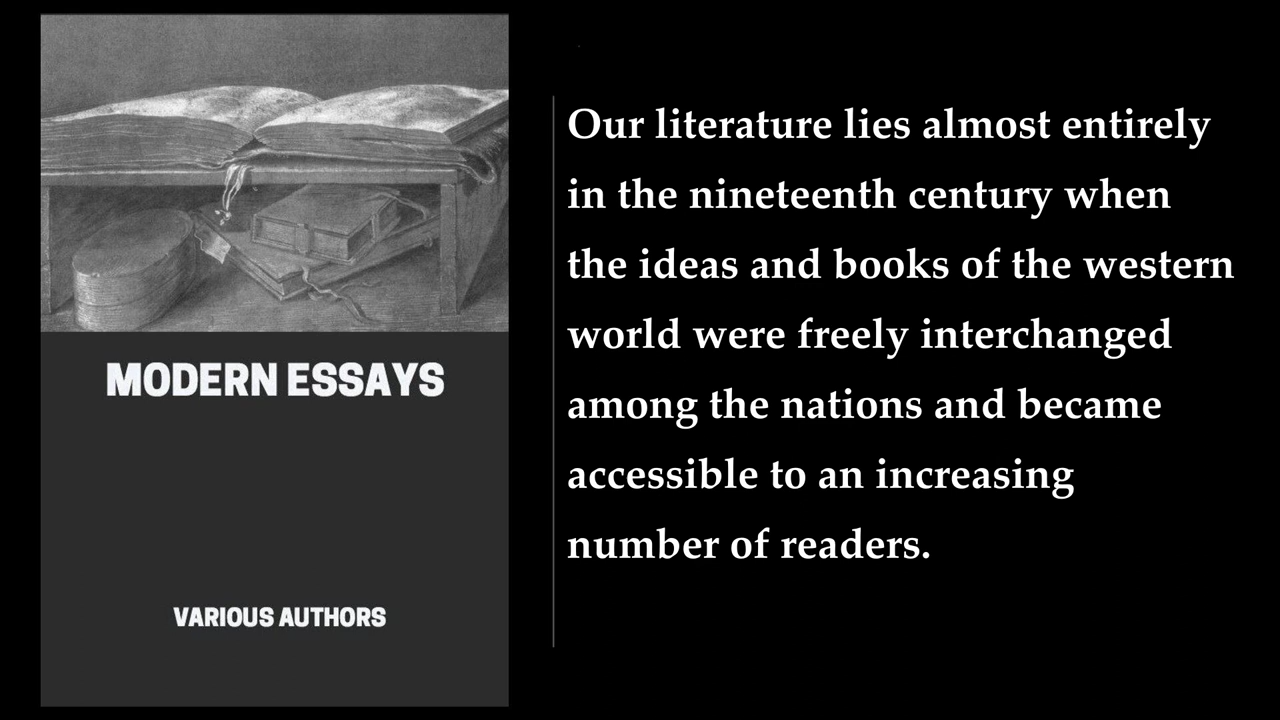 MODERN ESSAYS
VARIOUS AUTHORS
Our literature lies almost entirely
in the nineteenth century when
the ideas and books of the western
world were freely interchanged
among the nations and became
accessible to an increasing
number of readers.